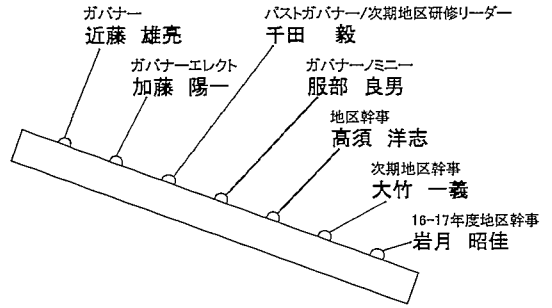 ガバナー
近藤 雄亮
ガバナーエレクト
加藤 陽一
パストガバナー/次期地区研修リーダー
千田 毅
ガバナーノミニー
服部 良男
地区幹事
髙須 洋志
次期地区幹事
大竹 一義
16-17年度地区幹事
岩月 昭佳